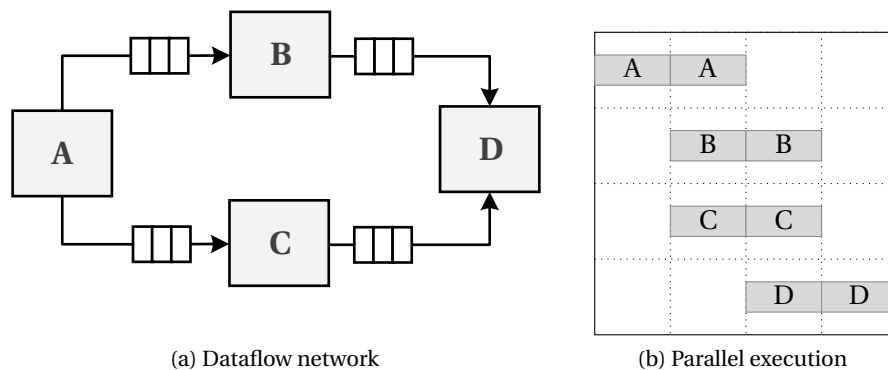 B
A
D
C
(a) Dataflow network
A A
B B
C C
D D
(b) Parallel execution